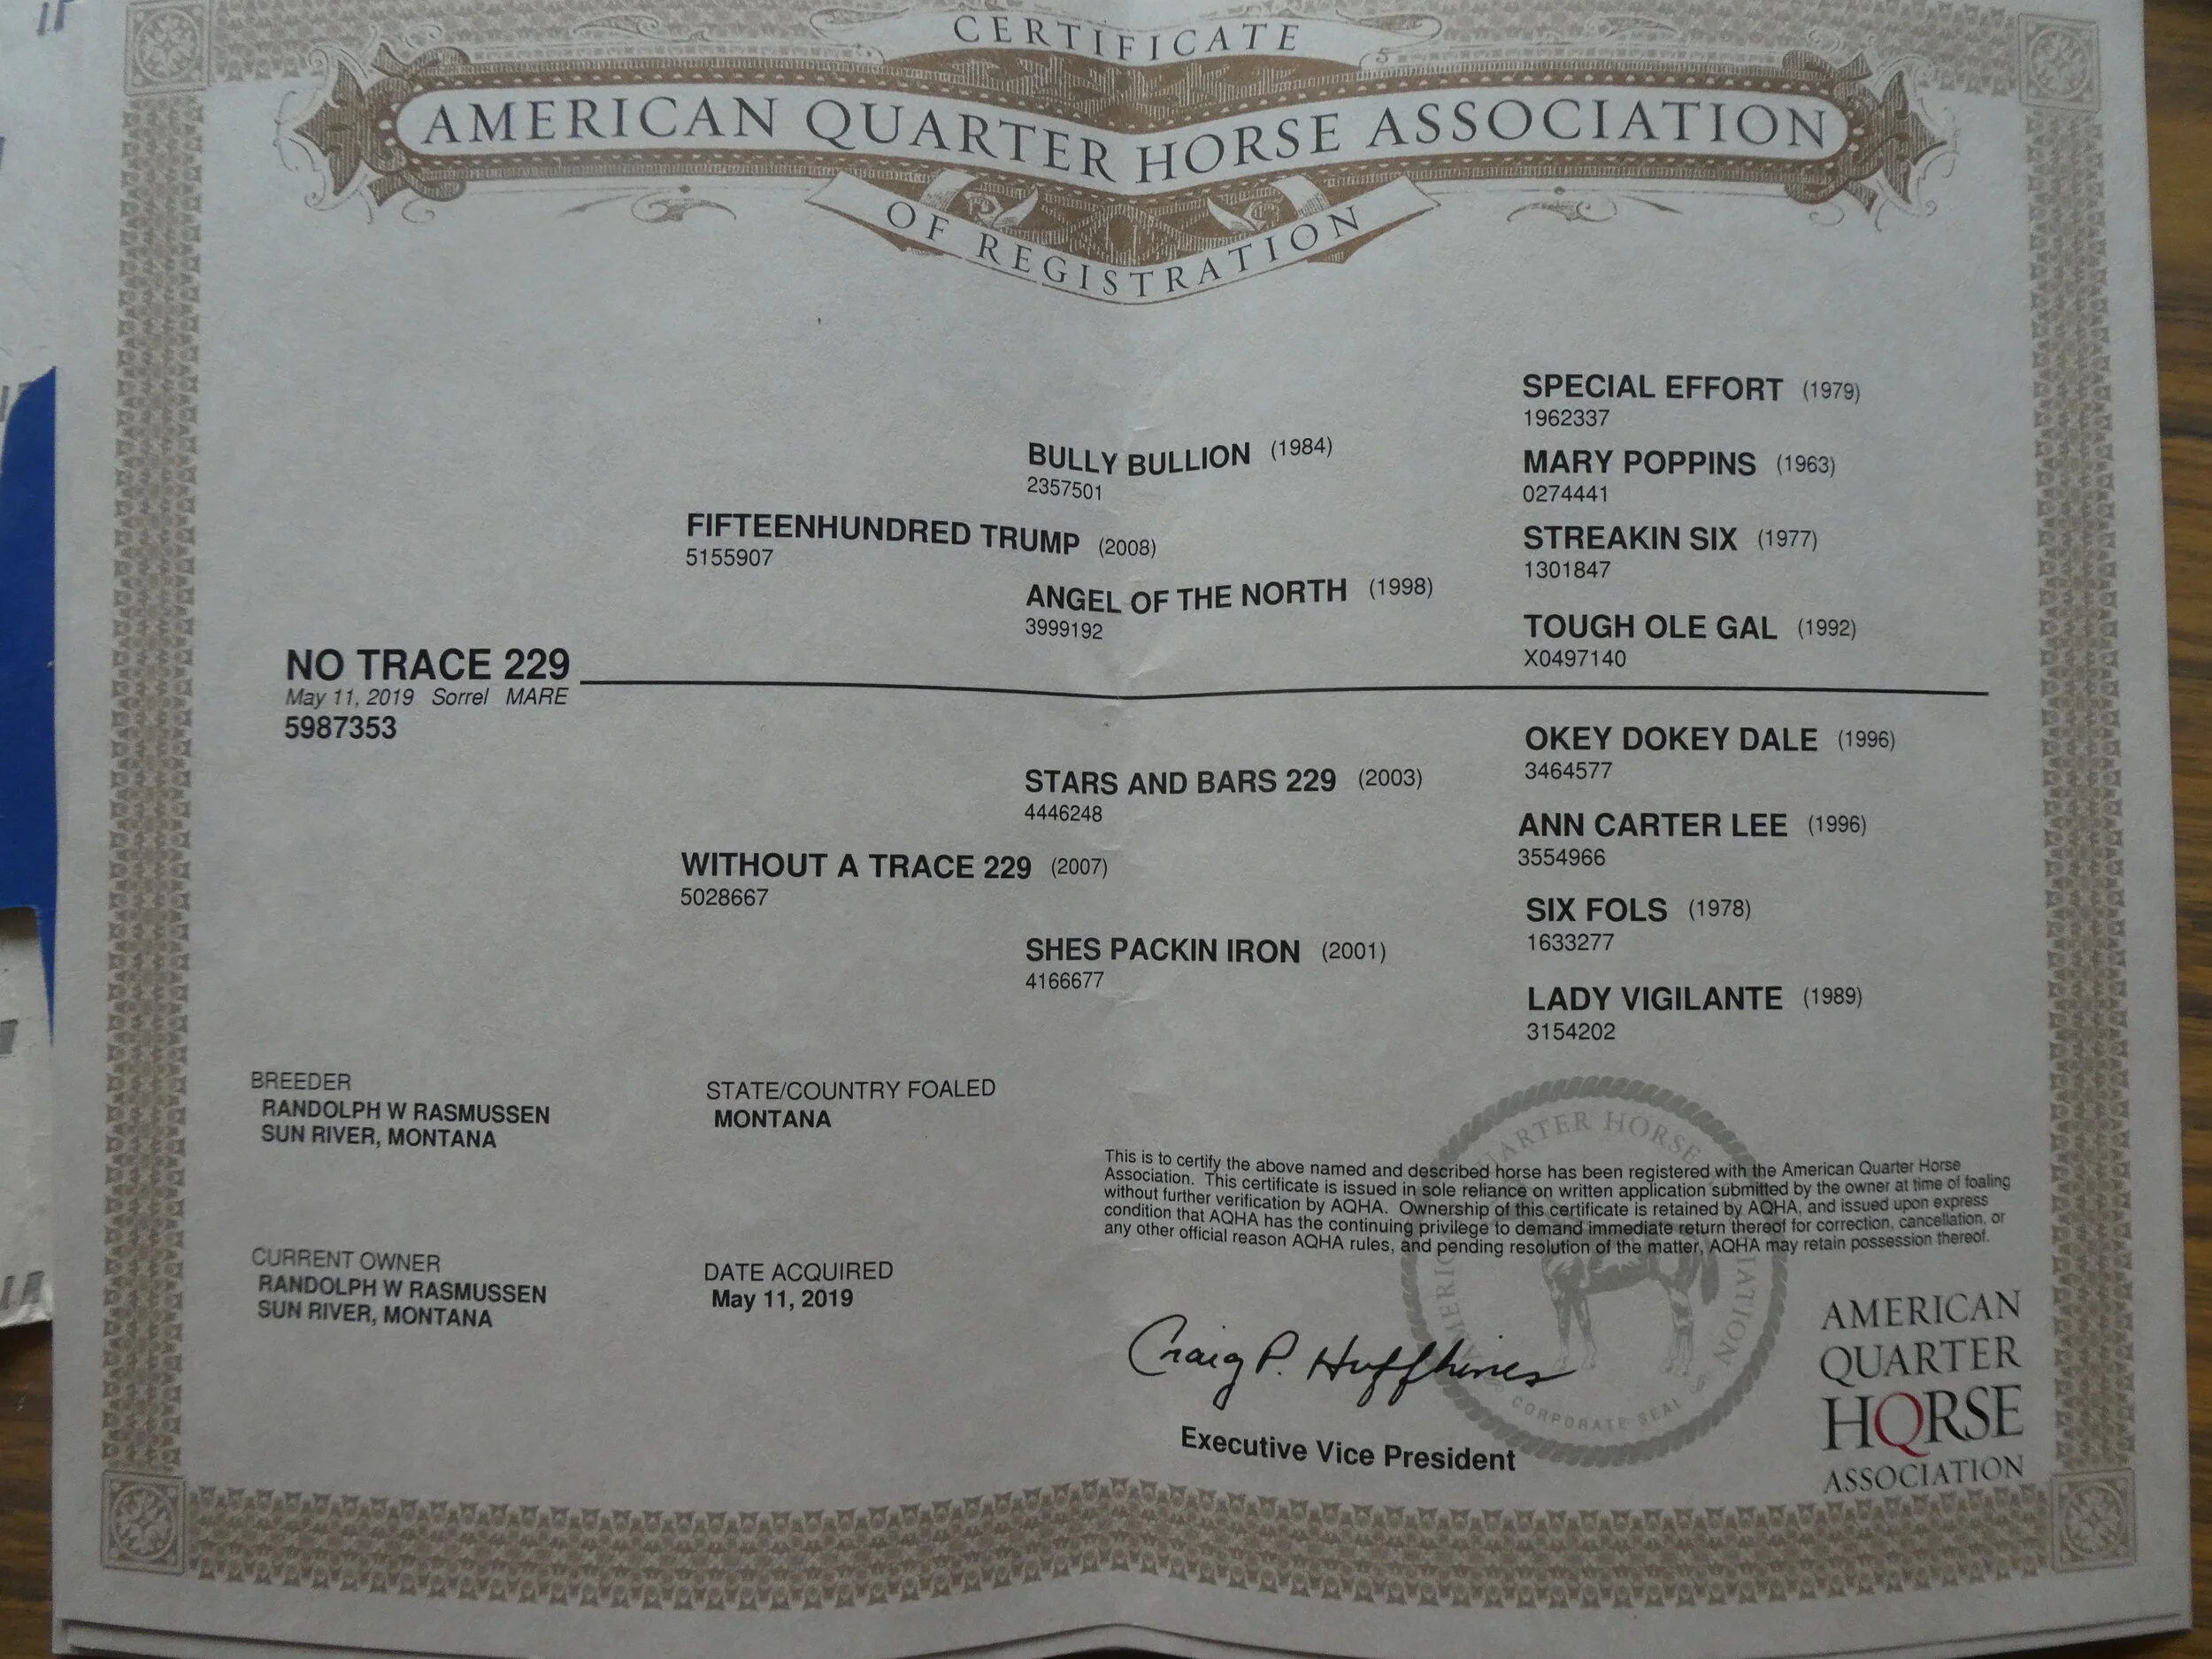 CERTIFICATE
AMERICAN QUARTER HORSE ASSOCIATION
OF REGISTRATION
SPECIAL EFFORT (1979)
1962337
BULLY BULLION (1984)
2357501
MARY POPPINS (1963)
0274441
FIFTEENHUNDRED TRUMP (2008)
5155907
STREAKIN SIX (1977)
1301847
ANGEL OF THE NORTH (1998)
3999192
TOUGH OLE GAL (1992)
X0497140
NO TRACE 229
May 11, 2019 Sorrel MARE
5987353
OKEY DOKEY DALE (1996)
3464577
STARS AND BARS 229 (2003)
4446248
ANN CARTER LEE (1996)
3554966
WITHOUT A TRACE 229 (2007)
5028667
SIX FOLS (1978)
1633277
SHES PACKIN IRON (2001)
4166677
LADY VIGILANTE (1989)
3154202
BREEDER
RANDOLPH W RASMUSSEN
SUN RIVER, MONTANA
STATE/COUNTRY FOALED
MONTANA
This is to certify the above named and described horse has been registered with the American Quarter Horse
Association. This certificate is issued in sole reliance on written application submitted by the owner at time of foaling
without further verification by AQHA. Ownership of this certificate is retained by AQHA, and issued upon express
condition that AQHA has the continuing privilege to demand immediate return thereof for correction, cancellation, or
any other official reason AQHA rules, and pending resolution of the matter, AQHA may retain possession thereof.
CURRENT OWNER
RANDOLPH W RASMUSSEN
SUN RIVER, MONTANA
DATE ACQUIRED
May 11, 2019
Craig P. Huffhines
Executive Vice President
AMERICAN QUARTER HORSE ASSOCIATION
CORPORATE SEAL
AMERICAN
QUARTER
HORSE
ASSOCIATION